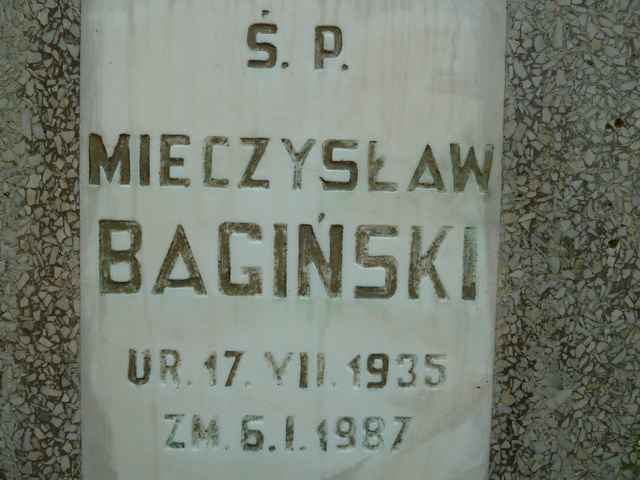 Ś. P.
MIECZYSŁAW
BAGIŃSKI
UR. 17. VII. 1935
ZM. 6. I. 1987